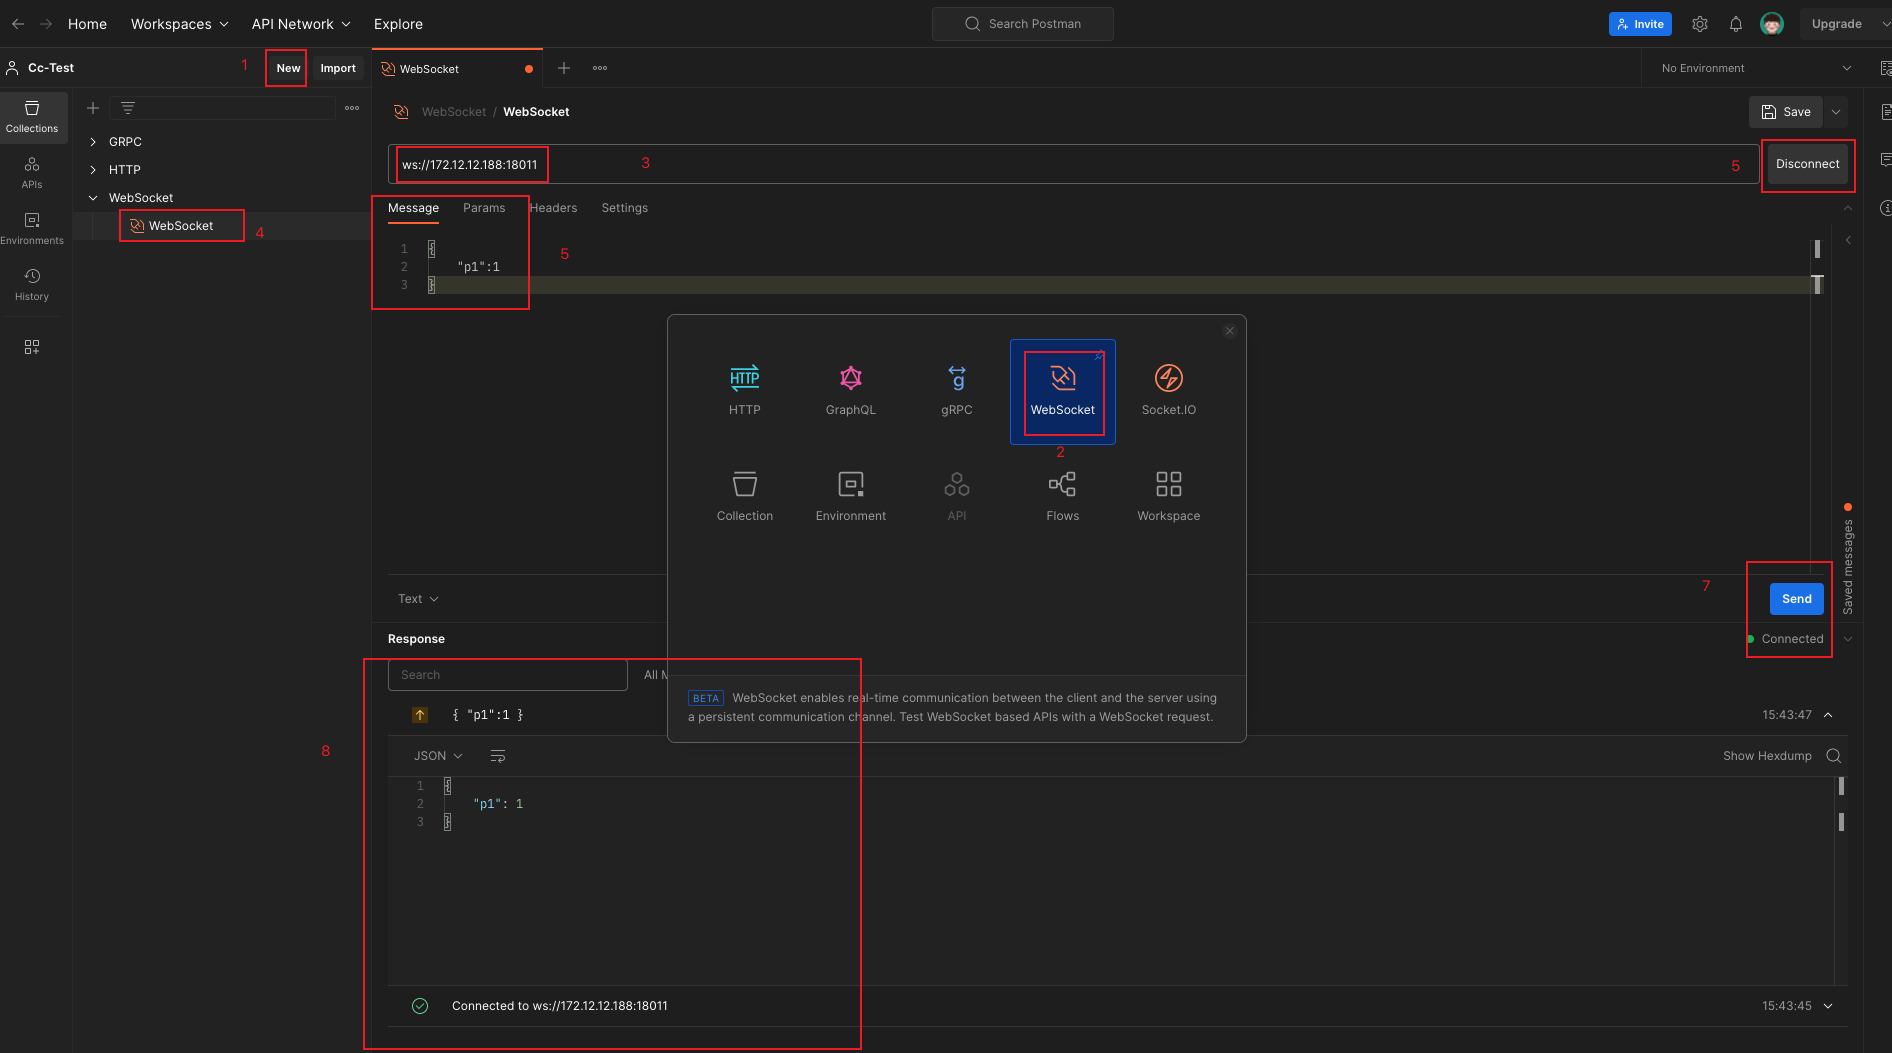 Home Workspaces API Network Explore Search Postman Invite Upgrade
Cc-Test 1 New Import WebSocket No Environment
Collections
APIs
Environments
History
GRPC
HTTP
WebSocket
WebSocket 4
WebSocket / WebSocket Save
ws://172.12.12.188:18011 3 5 Disconnect
Message Params Headers Settings
1 {
2 "p1":1
3 }
5
HTTP GraphQL gRPC WebSocket Socket.IO
2
Collection Environment API Flows Workspace
BETA WebSocket enables real-time communication between the client and the server using
a persistent communication channel. Test WebSocket based APIs with a WebSocket request.
Saved messages
Text 7 Send
Response Connected
Search All M
{ "p1":1 } 15:43:47
8
JSON Show Hexdump
1 {
2 "p1": 1
3 }
Connected to ws://172.12.12.188:18011 15:43:45